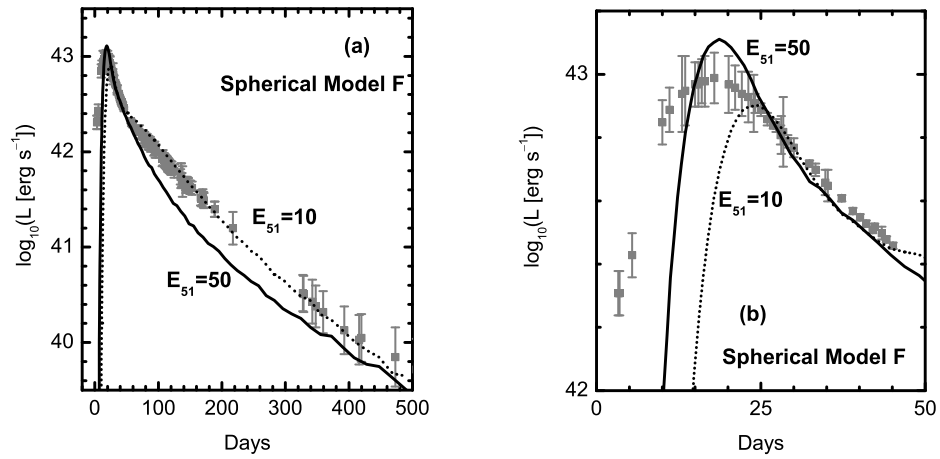 (a)
43
Spherical Model F
42
log10(L [erg s−1])
E51=10
41
E51=50
40
0 100 200 300 400 500
Days
E51=50
43
log10(L [erg s−1])
E51=10
(b)
Spherical Model F
42
0 25 50
Days